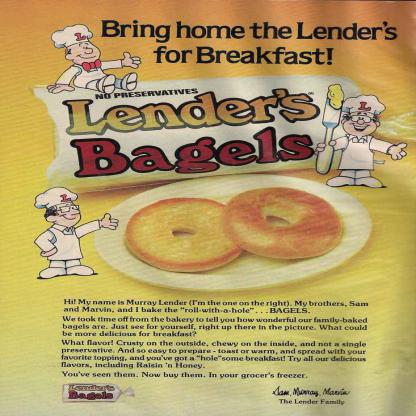 Bring home the Lender's
for Breakfast!
L
NO PRESERVATIVES
Lender's
Bagels
L
L
Hi! My name is Murray Lender (I'm the one on the right). My brothers, Sam
and Marvin, and I bake the "roll-with-a-hole" . . . BAGELS.
We took time off from the bakery to tell you how wonderful our family-baked
bagels are. Just see for yourself, right up there in the picture. What could
be more delicious for breakfast?
What flavor! Crusty on the outside, chewy on the inside, and not a single
preservative. And so easy to prepare - toast or warm, and spread with your
favorite topping, and you've got a "hole"some breakfast! Try all our delicious
flavors, including Raisin 'n Honey.
You've seen them. Now buy them. In your grocer's freezer.
Lender's
Bagels
Sam, Murray, Marvin
The Lender Family